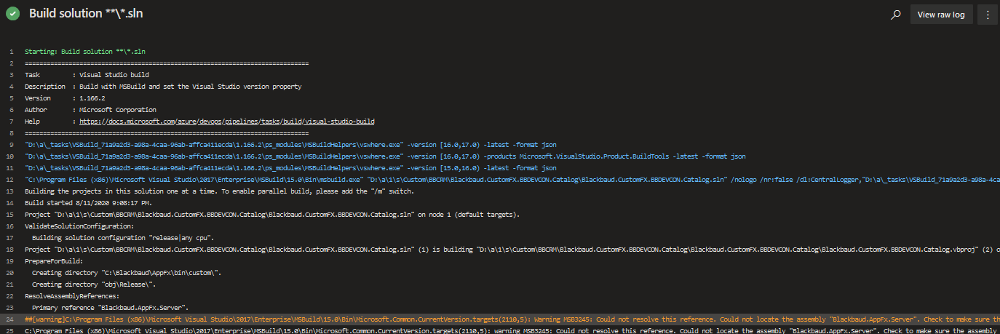 Build solution **\*.sln
View raw log
1 Starting: Build solution **\*.sln
2 ==============================================================================
3 Task : Visual Studio build
4 Description : Build with MSBuild and set the Visual Studio version property
5 Version : 1.166.2
6 Author : Microsoft Corporation
7 Help : https://docs.microsoft.com/azure/devops/pipelines/tasks/build/visual-studio-build
8 ==============================================================================
9 "D:\a\_tasks\VSBuild_71a9a2d3-a98a-4caa-96ab-affca411ecda\1.166.2\ps_modules\MSBuildHelpers\vswhere.exe" -version [16.0,17.0) -latest -format json
10 "D:\a\_tasks\VSBuild_71a9a2d3-a98a-4caa-96ab-affca411ecda\1.166.2\ps_modules\MSBuildHelpers\vswhere.exe" -version [16.0,17.0) -products Microsoft.VisualStudio.Product.BuildTools -latest -format json
11 "D:\a\_tasks\VSBuild_71a9a2d3-a98a-4caa-96ab-affca411ecda\1.166.2\ps_modules\MSBuildHelpers\vswhere.exe" -version [15.0,16.0) -latest -format json
12 "C:\Program Files (x86)\Microsoft Visual Studio\2017\Enterprise\MSBuild\15.0\Bin\msbuild.exe" "D:\a\1\s\Custom\BBCRM\Blackbaud.CustomFX.BBDEVCON.Catalog\Blackbaud.CustomFX.BBDEVCON.Catalog.sln" /nologo /nr:false /dl:CentralLogger,"D:\a\_tasks\VSBuild_71a9a2d3-a98a-4ca
13 Building the projects in this solution one at a time. To enable parallel build, please add the "/m" switch.
14 Build started 8/11/2020 9:08:17 PM.
15 Project "D:\a\1\s\Custom\BBCRM\Blackbaud.CustomFX.BBDEVCON.Catalog\Blackbaud.CustomFX.BBDEVCON.Catalog.sln" on node 1 (default targets).
16 ValidateSolutionConfiguration:
17 Building solution configuration "release|any cpu".
18 Project "D:\a\1\s\Custom\BBCRM\Blackbaud.CustomFX.BBDEVCON.Catalog\Blackbaud.CustomFX.BBDEVCON.Catalog.sln" (1) is building "D:\a\1\s\Custom\BBCRM\Blackbaud.CustomFX.BBDEVCON.Catalog\Blackbaud.CustomFX.BBDEVCON.Catalog\Blackbaud.CustomFX.BBDEVCON.Catalog.vbproj" (2) o
19 PrepareForBuild:
20 Creating directory "C:\Blackbaud\AppFx\bin\custom\".
21 Creating directory "obj\Release\".
22 ResolveAssemblyReferences:
23 Primary reference "Blackbaud.AppFx.Server".
24 ##[warning]C:\Program Files (x86)\Microsoft Visual Studio\2017\Enterprise\MSBuild\15.0\Bin\Microsoft.Common.CurrentVersion.targets(2110,5): Warning MSB3245: Could not resolve this reference. Could not locate the assembly "Blackbaud.AppFx.Server". Check to make sure th
25 C:\Program Files (x86)\Microsoft Visual Studio\2017\Enterprise\MSBuild\15.0\Bin\Microsoft.Common.CurrentVersion.targets(2110,5): warning MSB3245: Could not resolve this reference. Could not locate the assembly "Blackbaud.AppFx.Server". Check to make sure the assembly